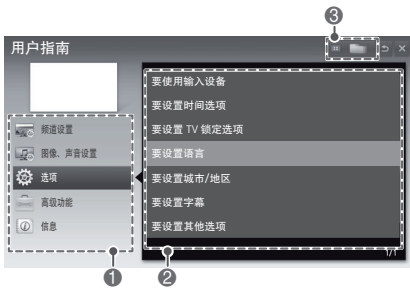 3
用户指南
要使用输入设备
要设置时间选项
要设置 TV 锁定选项
要设置语言
要设置城市/地区
要设置字幕
要设置其他选项
1/1
频道设置
图像、声音设置
选项
高级功能
信息
1
2